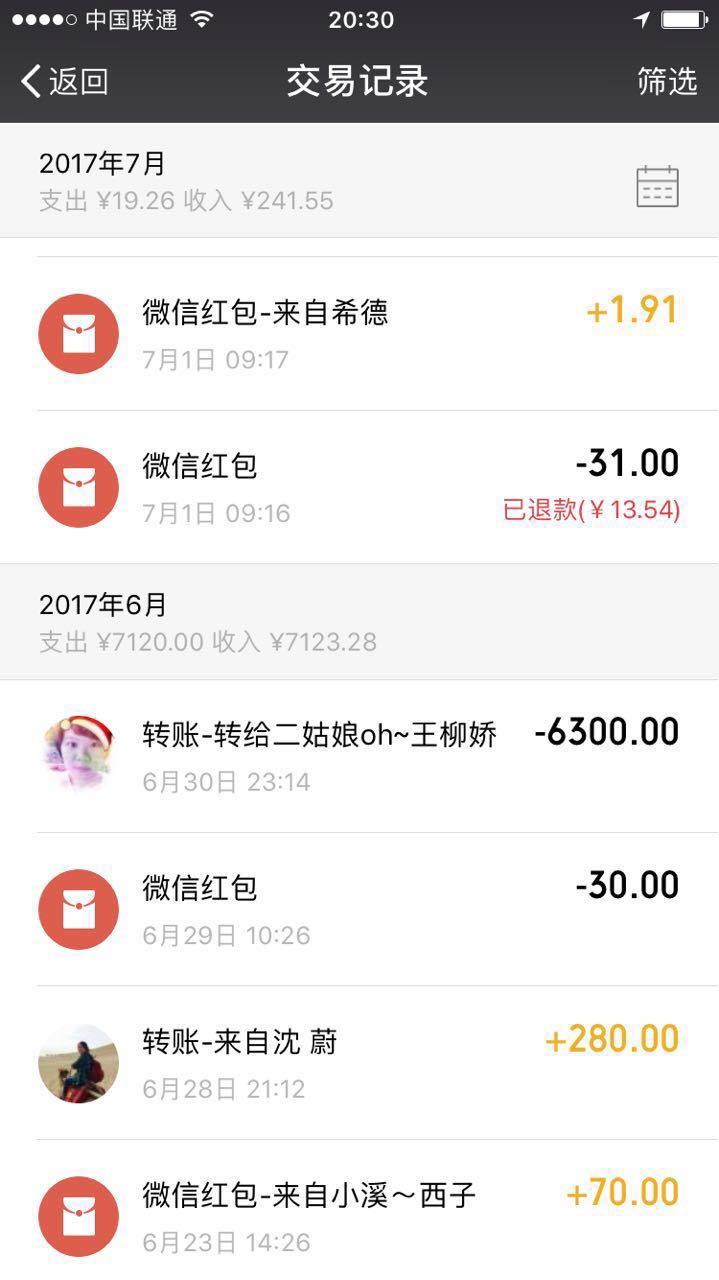 中国联通 20:30
返回 交易记录 筛选
2017年7月
支出 ¥19.26 收入 ¥241.55
微信红包-来自希德 +1.91
7月1日 09:17
微信红包 -31.00
7月1日 09:16 已退款(￥13.54)
2017年6月
支出 ¥7120.00 收入 ¥7123.28
转账-转给二姑娘oh~王柳娇 -6300.00
6月30日 23:14
微信红包 -30.00
6月29日 10:26
转账-来自沈 蔚 +280.00
6月28日 21:12
微信红包-来自小溪～西子 +70.00
6月23日 14:26